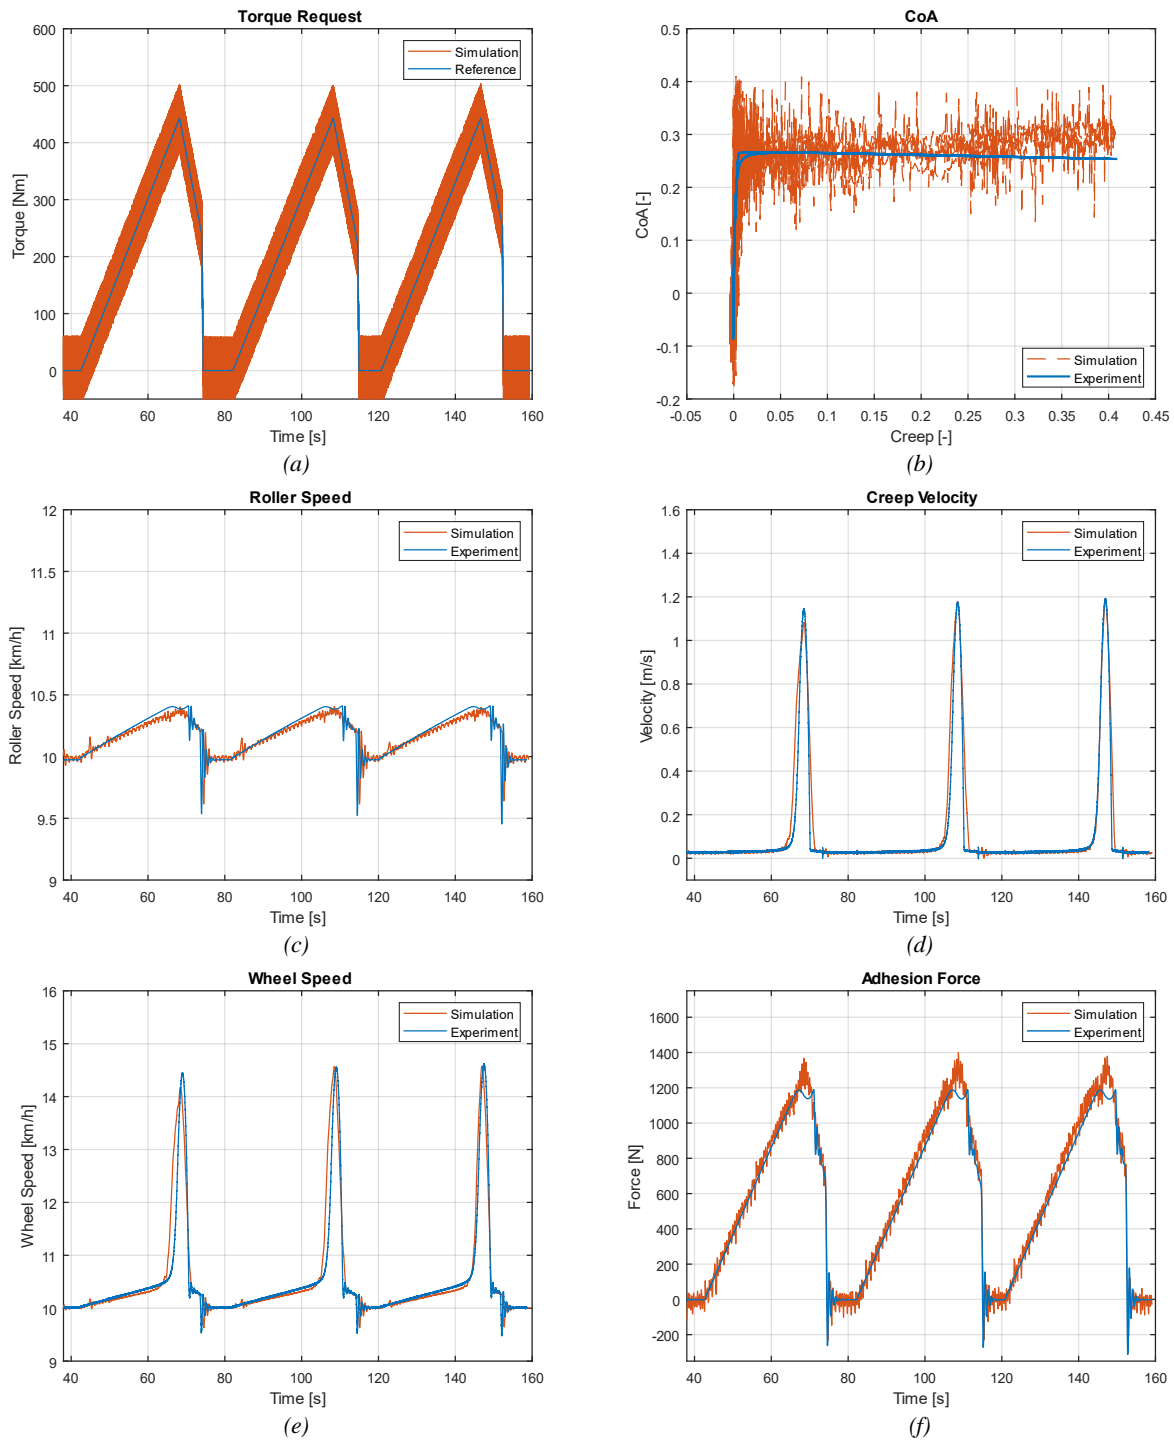 Torque Request
600
500
400
300
200
100
0
Torque [Nm]
Simulation
Reference
40 60 80 100 120 140 160
Time [s]
(a)
CoA
0.5
0.4
0.3
0.2
0.1
0
-0.1
-0.2
CoA [-]
Simulation
Experiment
-0.05 0 0.05 0.1 0.15 0.2 0.25 0.3 0.35 0.4 0.45
Creep [-]
(b)
Roller Speed
12
11.5
11
10.5
10
9.5
9
Roller Speed [km/h]
Simulation
Experiment
40 60 80 100 120 140 160
Time [s]
(c)
Creep Velocity
1.6
1.4
1.2
1
0.8
0.6
0.4
0.2
0
Velocity [m/s]
Simulation
Experiment
40 60 80 100 120 140 160
Time [s]
(d)
Wheel Speed
16
15
14
13
12
11
10
9
Wheel Speed [km/h]
Simulation
Experiment
40 60 80 100 120 140 160
Time [s]
(e)
Adhesion Force
1600
1400
1200
1000
800
600
400
200
0
-200
Force [N]
Simulation
Experiment
40 60 80 100 120 140 160
Time [s]
(f)